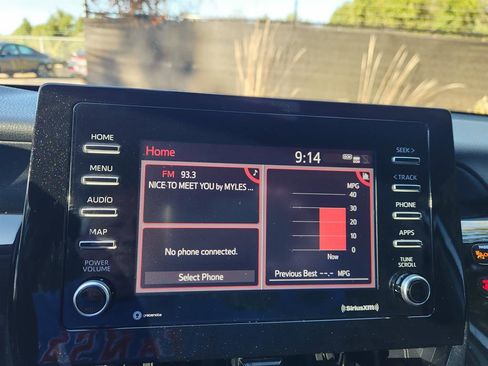 HOME
MENU
AUDIO
MAP
POWER
VOLUME
Home
9:14
FM 93.3
NICE TO MEET YOU by MYLES ...
No phone connected.
Select Phone
MPG
40
30
20
10
0
Now
Previous Best --.- MPG
SEEK >
< TRACK
PHONE
APPS
TUNE
SCROLL
((SiriusXM))